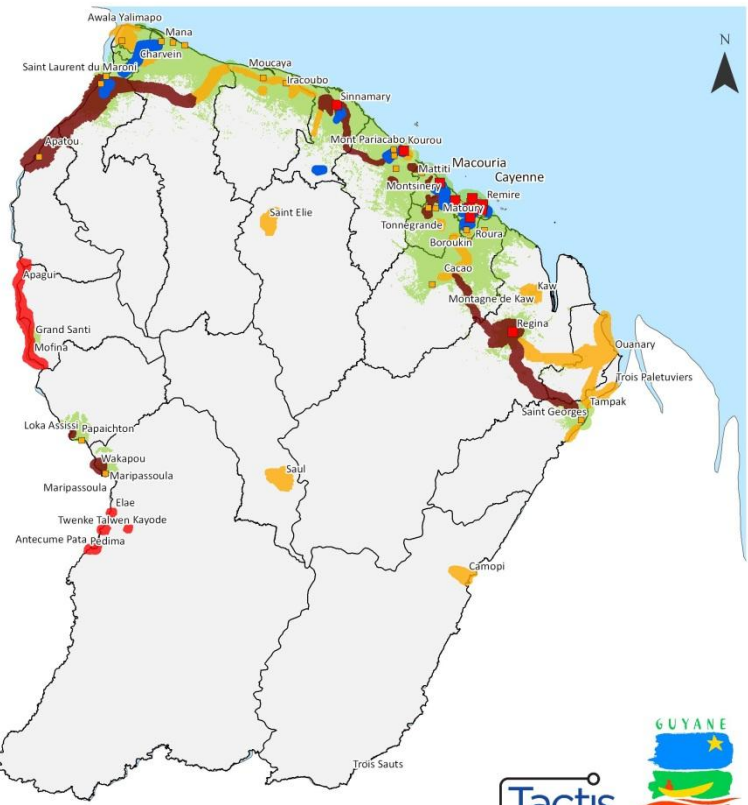 Awala Yalimapo
Mana
Charvein
N
Saint Laurent du Maroni
Moucaya
Iracoubo
Sinnamary
Apatou
Mont Pariacabo Kourou
Matiti
Macouria
Cayenne
Montsinery
Remire
Matoury
Saint Elie
Tonnegrande
Roura
Boroukin
Cacao
Apagui
Montagne de Kaw
Kaw
Regina
Grand Santi
Mofina
Ouanary
Trois Paletuviers
Tampak
Saint Georges
Loka Assissi Papaichton
Wakapou
Maripassoula
Maripassoula
Saul
Elae
Twenke Talwen Kayode
Antecume Pata Pedima
Camopi
Trois Sauts
GUYANE
Tactis